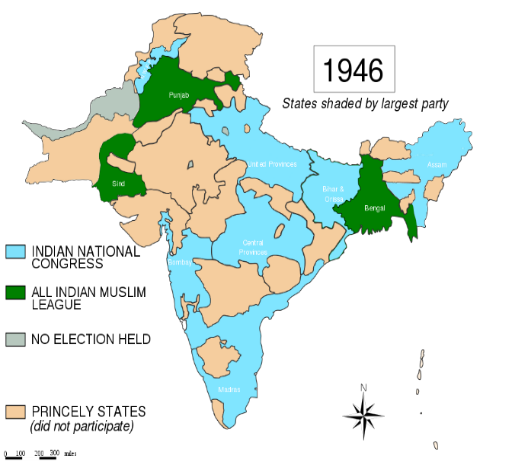 1946
States shaded by largest party
Punjab
United Provinces
Assam
Sind
Bihar &
Orissa
Bengal
Central
Provinces
Bombay
INDIAN NATIONAL
CONGRESS
ALL INDIAN MUSLIM
LEAGUE
NO ELECTION HELD
Madras
N
PRINCELY STATES
(did not participate)
0 100 200 300 miles